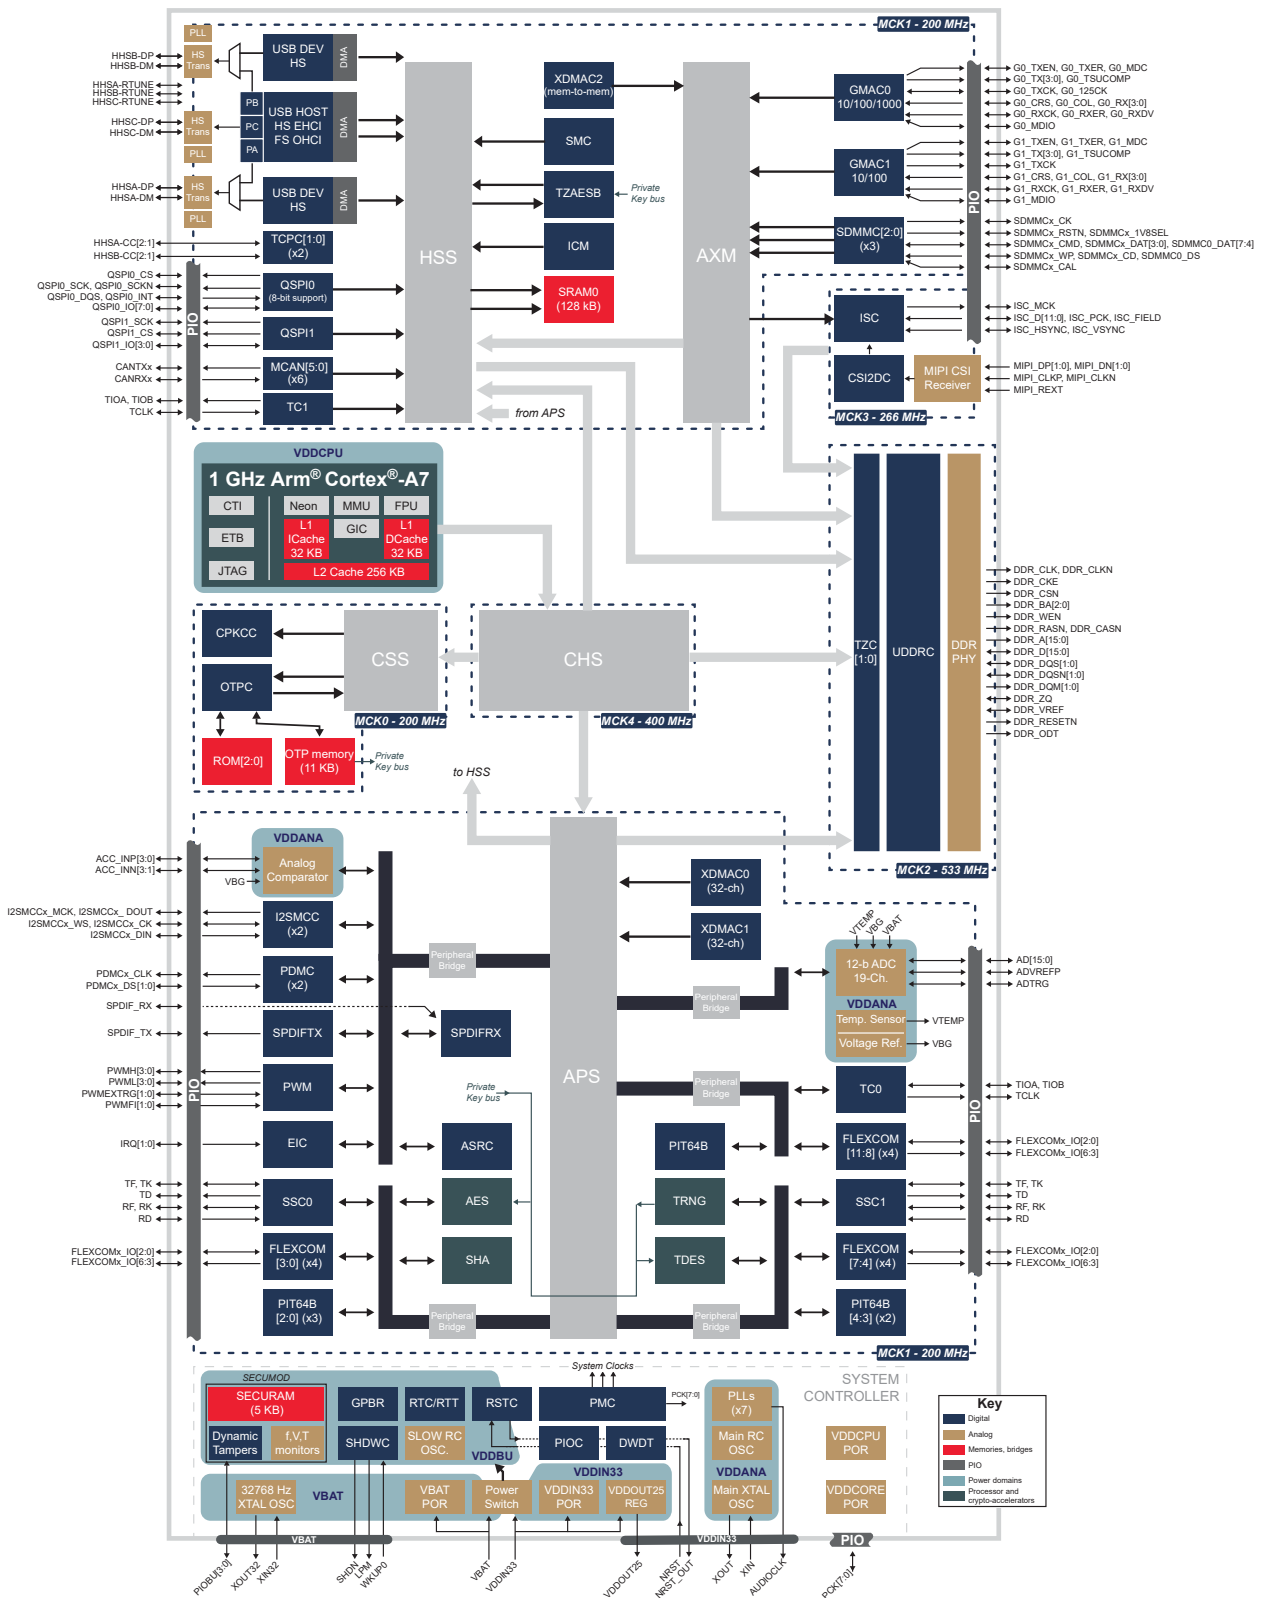 MCK1 - 200 MHz
PLL
HS
Trans
HHSB-DP
HHSB-DM
HHSA-RTUNE
HHSB-RTUNE
HHSC-RTUNE
HHSC-DP
HHSC-DM
HS
Trans
PLL
HHSA-DP
HHSA-DM
HS
Trans
PLL
USB DEV
HS
DMA
PB
PC
PA
USB HOST
HS EHCI
FS OHCI
DMA
USB DEV
HS
DMA
HHSA-CC[2:1]
HHSB-CC[2:1]
TCPC[1:0]
(x2)
QSPI0_CS
QSPI0_SCK, QSPI0_SCKN
QSPI0_DQS, QSPI0_INT
QSPI0_IO[7:0]
QSPI0
(8-bit support)
QSPI1_SCK
QSPI1_CS
QSPI1_IO[3:0]
QSPI1
CANTXx
CANRXx
MCAN[5:0]
(x6)
TIOA, TIOB
TCLK
TC1
PIO
HSS
XDMAC2
(mem-to-mem)
SMC
TZAESB
Private
Key bus
ICM
SRAM0
(128 kB)
from APS
AXM
GMAC0
10/100/1000
GMAC1
10/100
SDMMC[2:0]
(x3)
PIO
G0_TXEN, G0_TXER, G0_MDC
G0_TX[3:0], G0_TSUCOMP
G0_TXCK, G0_125CK
G0_CRS, G0_COL, G0_RX[3:0]
G0_RXCK, G0_RXER, G0_RXDV
G0_MDIO
G1_TXEN, G1_TXER, G1_MDC
G1_TX[3:0], G1_TSUCOMP
G1_TXCK
G1_CRS, G1_COL, G1_RX[3:0]
G1_RXCK, G1_RXER, G1_RXDV
G1_MDIO
SDMMCx_CK
SDMMCx_RSTN, SDMMCx_1V8SEL
SDMMCx_CMD, SDMMCx_DAT[3:0], SDMMC0_DAT[7:4]
SDMMCx_WP, SDMMCx_CD, SDMMC0_DS
SDMMCx_CAL
ISC
ISC_MCK
ISC_D[11:0], ISC_PCK, ISC_FIELD
ISC_HSYNC, ISC_VSYNC
CSI2DC
MIPI CSI
Receiver
MIPI_DP[1:0], MIPI_DN[1:0]
MIPI_CLKP, MIPI_CLKN
MIPI_REXT
MCK3 - 266 MHz
VDDCPU
1 GHz Arm® Cortex®-A7
CTI
ETB
JTAG
Neon
MMU
FPU
L1
ICache
32 KB
GIC
L1
DCache
32 KB
L2 Cache 256 KB
TZC
[1:0]
UDDRC
DDR
PHY
DDR_CLK, DDR_CLKN
DDR_CKE
DDR_CSN
DDR_BA[2:0]
DDR_WEN
DDR_RASN, DDR_CASN
DDR_A[15:0]
DDR_D[15:0]
DDR_DQS[1:0]
DDR_DQSN[1:0]
DDR_DQM[1:0]
DDR_ZQ
DDR_VREF
DDR_RESETN
DDR_ODT
MCK2 - 533 MHz
CPKCC
OTPC
CSS
MCK0 - 200 MHz
ROM[2:0]
OTP memory
(11 KB)
Private
Key bus
CHS
MCK4 - 400 MHz
to HSS
VDDANA
Analog
Comparator
ACC_INP[3:0]
ACC_INN[3:1]
VBG
I2SMCCx_MCK, I2SMCCx_ DOUT
I2SMCCx_WS, I2SMCCx_CK
I2SMCCx_DIN
I2SMCC
(x2)
PDMCx_CLK
PDMCx_DS[1:0]
PDMC
(x2)
SPDIF_RX
SPDIF_TX
SPDIFTX
SPDIFRX
PWMH[3:0]
PWML[3:0]
PWMEXTRG[1:0]
PWMFI[1:0]
PWM
PIO
IRQ[1:0]
EIC
TF, TK
TD
RF, RK
RD
SSC0
FLEXCOMx_IO[2:0]
FLEXCOMx_IO[6:3]
FLEXCOM
[3:0] (x4)
PIT64B
[2:0] (x3)
Peripheral
Bridge
Private
Key bus
ASRC
AES
SHA
Peripheral
Bridge
APS
XDMAC0
(32-ch)
XDMAC1
(32-ch)
Peripheral
Bridge
Peripheral
Bridge
PIT64B
TRNG
TDES
Peripheral
Bridge
VTEMP
VBG
VBAT
12-b ADC
19-Ch.
VDDANA
Temp. Sensor
Voltage Ref.
VTEMP
VBG
AD[15:0]
ADVREFP
ADTRG
TC0
TIOA, TIOB
TCLK
PIO
FLEXCOM
[11:8] (x4)
FLEXCOMx_IO[2:0]
FLEXCOMx_IO[6:3]
SSC1
TF, TK
TD
RF, RK
RD
FLEXCOM
[7:4] (x4)
FLEXCOMx_IO[2:0]
FLEXCOMx_IO[6:3]
PIT64B
[4:3] (x2)
MCK1 - 200 MHz
System Clocks
SECUMOD
SECURAM
(5 KB)
Dynamic
Tampers
f,V,T
monitors
GPBR
SHDWC
RTC/RTT
SLOW RC
OSC.
RSTC
VDDBU
PMC
PCK[7:0]
PIOC
DWDT
PLLs
(x7)
Main RC
OSC
VDDANA
Main XTAL
OSC
SYSTEM
CONTROLLER
VDDCPU
POR
VDDCORE
POR
VBAT
32768 Hz
XTAL OSC
VBAT
POR
Power
Switch
VDDIN33
VDDIN33
POR
VDDOUT25
REG
Key
Digital
Analog
Memories, bridges
PIO
Power domains
Processor and
crypto-accelerators
VBAT
VDDIN33
PIO
PIOBU[3:0]
XOUT32
XIN32
SHDN
LPM
WKUP0
VBAT
VDDIN33
VDDOUT25
NRST
NRST_OUT
XOUT
XIN
AUDIOCLK
PCK[7:0]